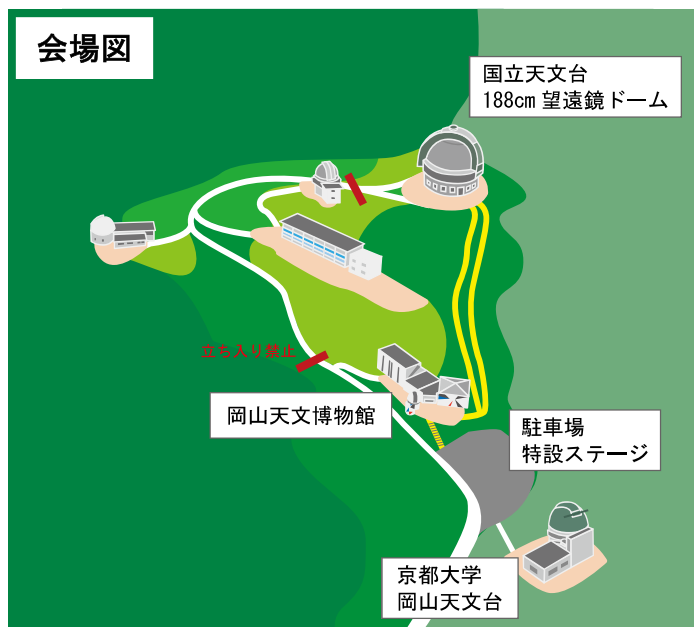 会場図
国立天文台
188cm 望遠鏡ドーム
立ち入り禁止
岡山天文博物館
駐車場
特設ステージ
京都大学
岡山天文台